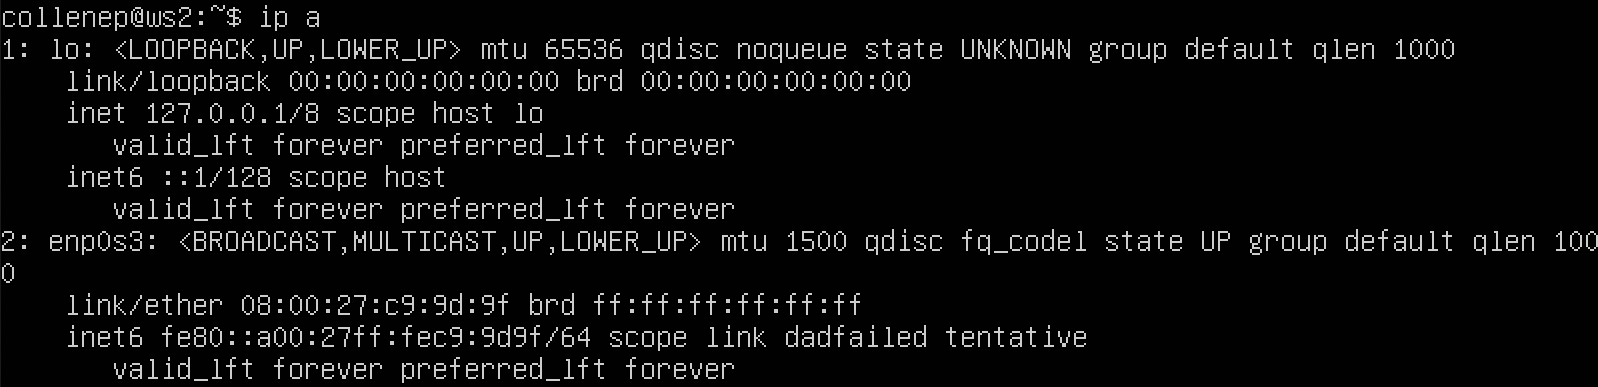 collenep@ws2:~$ ip a
1: lo: <LOOPBACK,UP,LOWER_UP> mtu 65536 qdisc noqueue state UNKNOWN group default qlen 1000
    link/loopback 00:00:00:00:00:00 brd 00:00:00:00:00:00
    inet 127.0.0.1/8 scope host lo
       valid_lft forever preferred_lft forever
    inet6 ::1/128 scope host
       valid_lft forever preferred_lft forever
2: enp0s3: <BROADCAST,MULTICAST,UP,LOWER_UP> mtu 1500 qdisc fq_codel state UP group default qlen 100
0
    link/ether 08:00:27:c9:9d:9f brd ff:ff:ff:ff:ff:ff
    inet6 fe80::a00:27ff:fec9:9d9f/64 scope link dadfailed tentative
       valid_lft forever preferred_lft forever